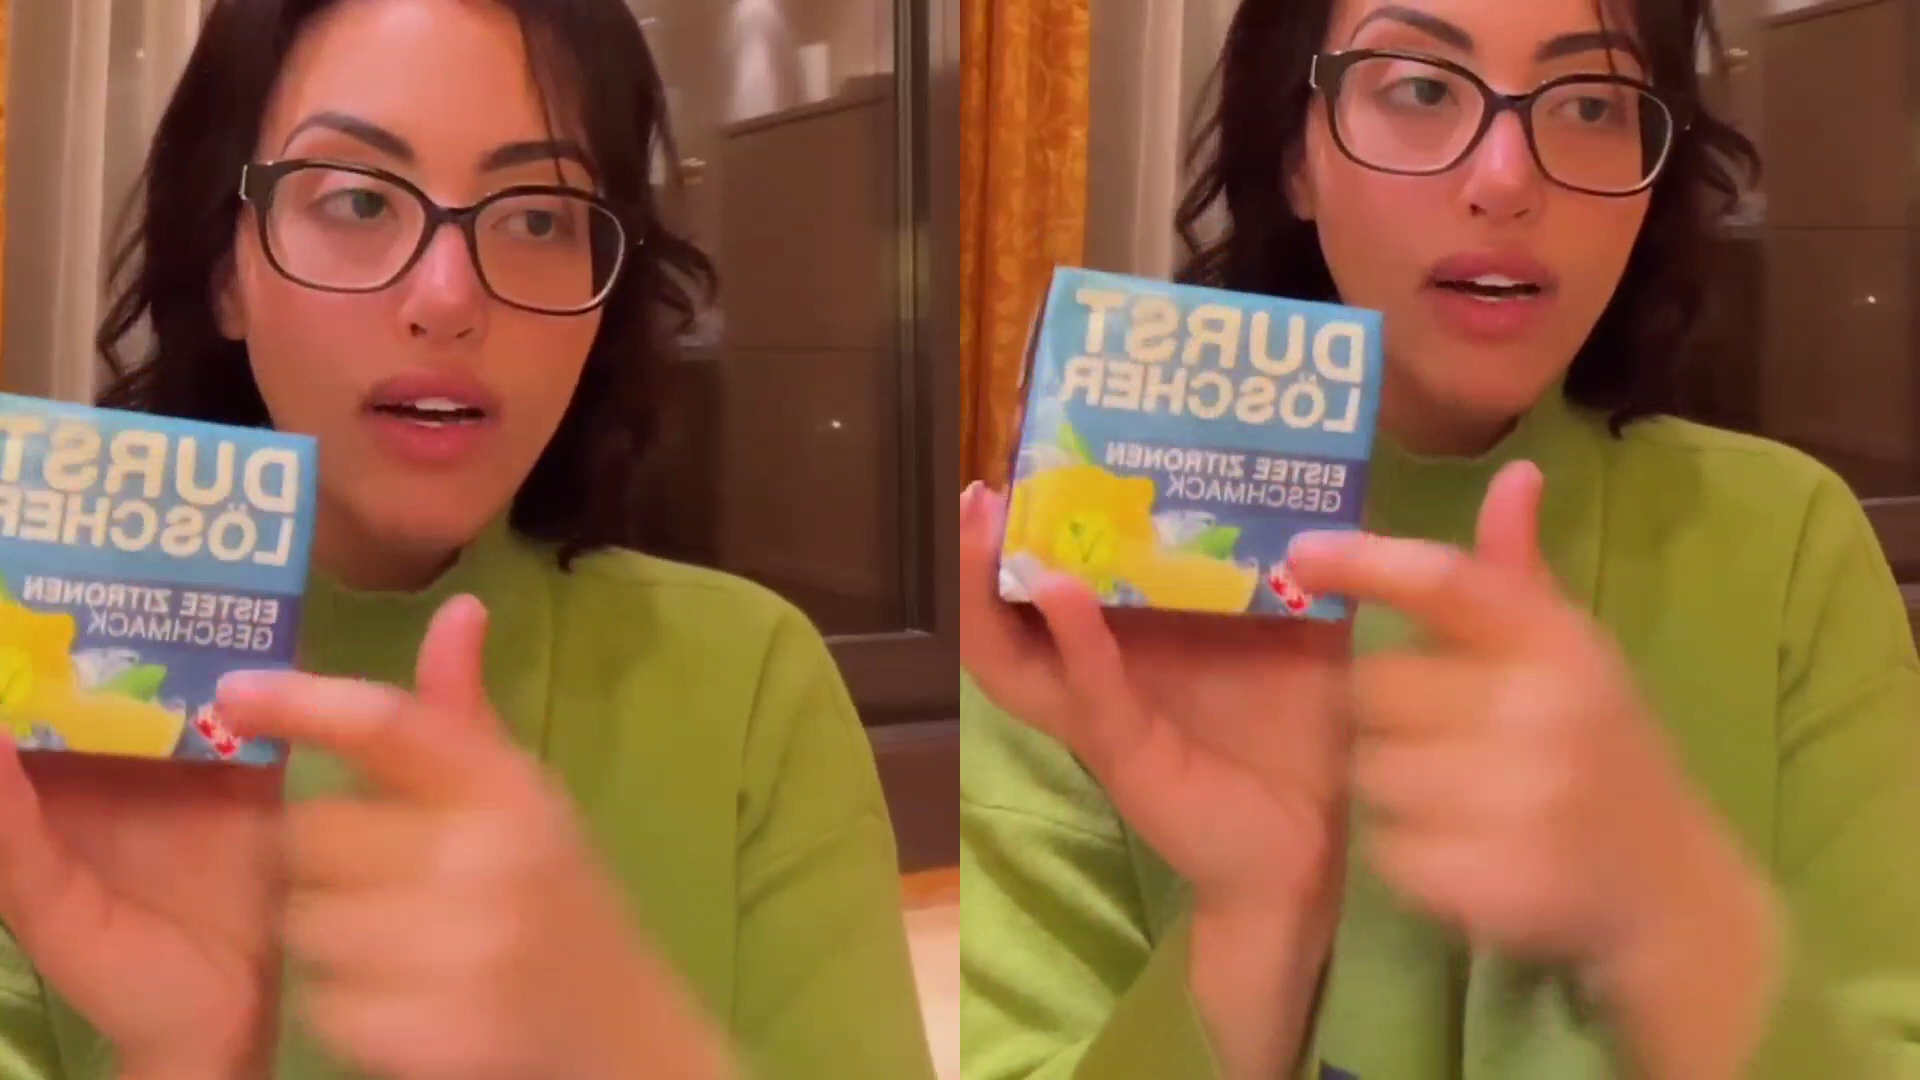 DURST
LÖSCHER
EISTEE ZITRONEN
GESCHMACK
DURST
LÖSCHER
EISTEE ZITRONEN
GESCHMACK